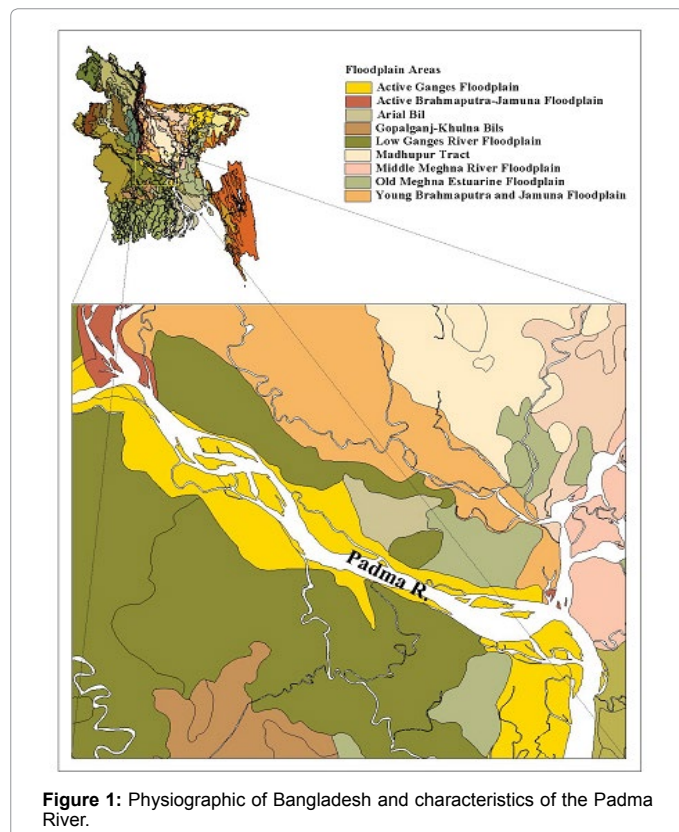 Floodplain Areas
Active Ganges Floodplain
Active Brahmaputra-Jamuna Floodplain
Arial Bil
Gopalganj-Khulna Bils
Low Ganges River Floodplain
Madhupur Tract
Middle Meghna River Floodplain
Old Meghna Estuarine Floodplain
Young Brahmaputra and Jamuna Floodplain
Padma R.
Figure 1: Physiographic of Bangladesh and characteristics of the Padma
River.